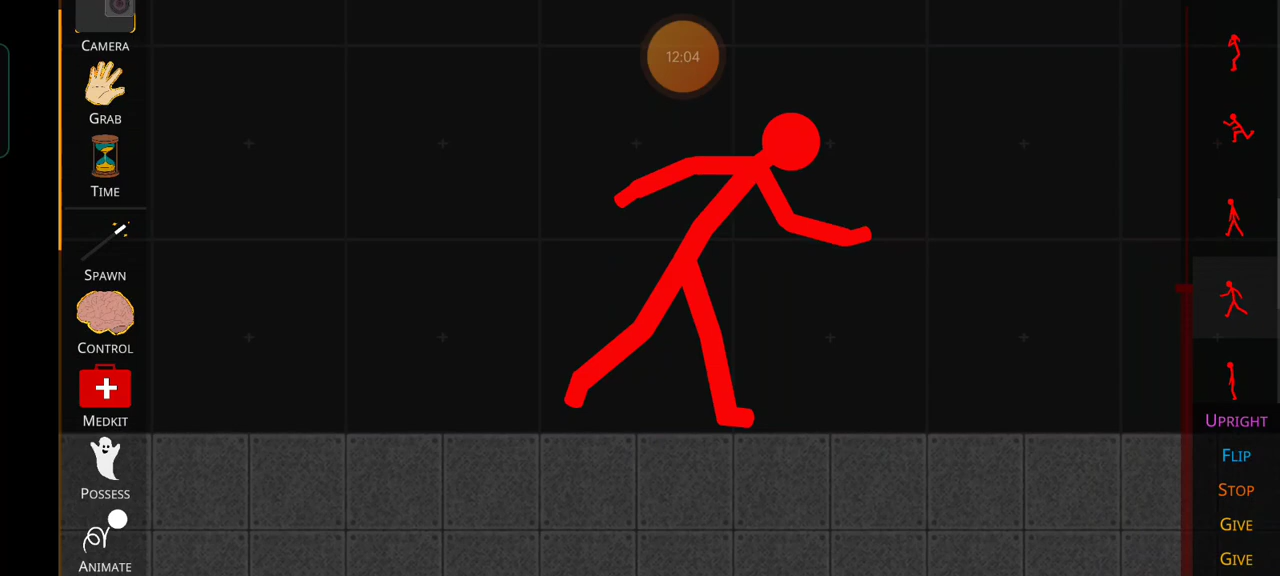 CAMERA
GRAB
TIME
SPAWN
CONTROL
MEDKIT
POSSESS
ANIMATE
12:04
UPRIGHT
FLIP
STOP
GIVE
GIVE